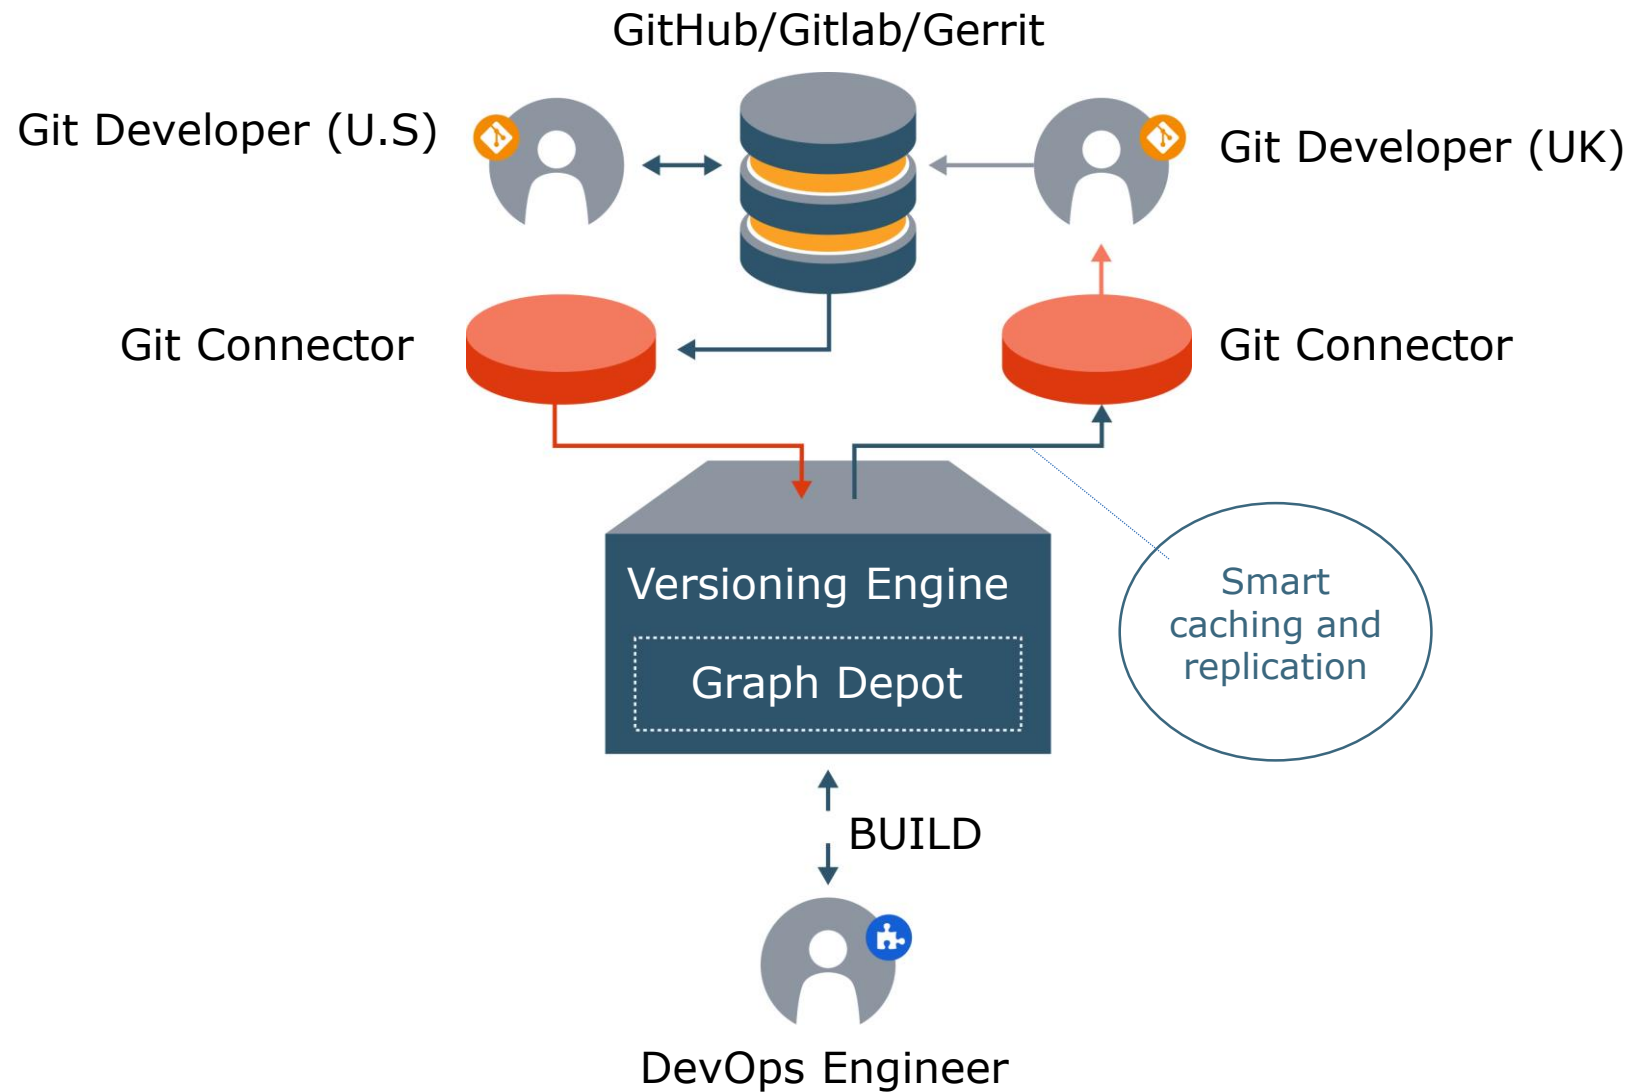 GitHub/Gitlab/Gerrit
Git Developer (U.S)
Git Developer (UK)
Git Connector
Git Connector
Versioning Engine
Graph Depot
Smart
caching and
replication
BUILD
DevOps Engineer